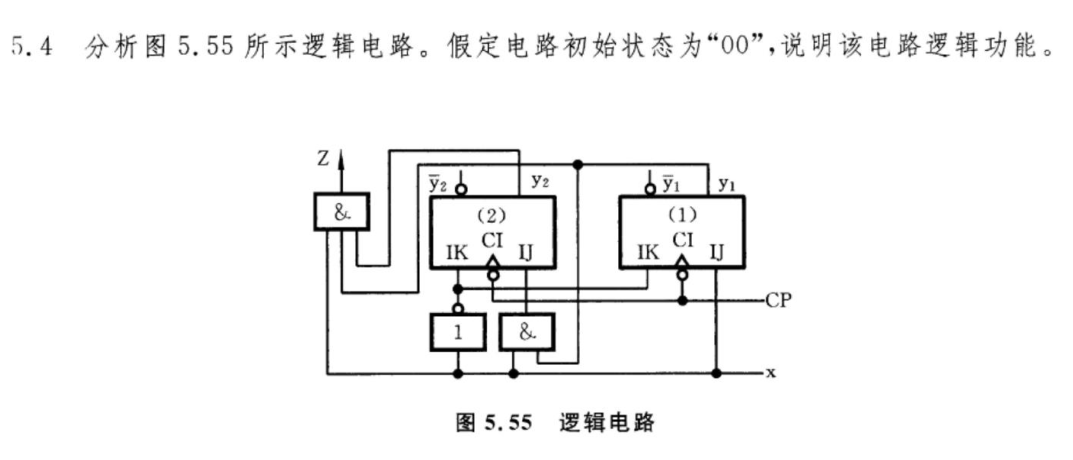 5.4 分析图 5.55 所示逻辑电路。假定电路初始状态为“00”,说明该电路逻辑功能。
Z
y̅₂ y₂ y̅₁ y₁
&
(2) (1)
CI CI
IK IJ IK IJ
CP
1 &
x
图 5.55 逻辑电路